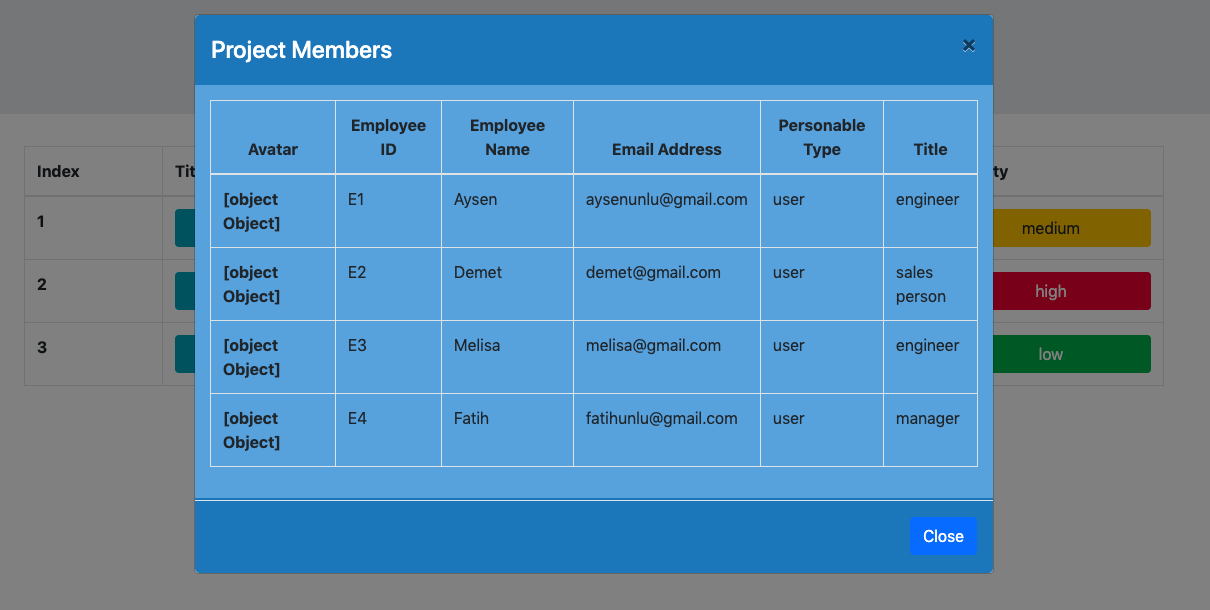 Project Members
×
Avatar Employee ID Employee Name Email Address Personable Type Title
[object Object] E1 Aysen aysenunlu@gmail.com user engineer
[object Object] E2 Demet demet@gmail.com user sales person
[object Object] E3 Melisa melisa@gmail.com user engineer
[object Object] E4 Fatih fatihunlu@gmail.com user manager
Close
Index Tit ty
1 medium
2 high
3 low